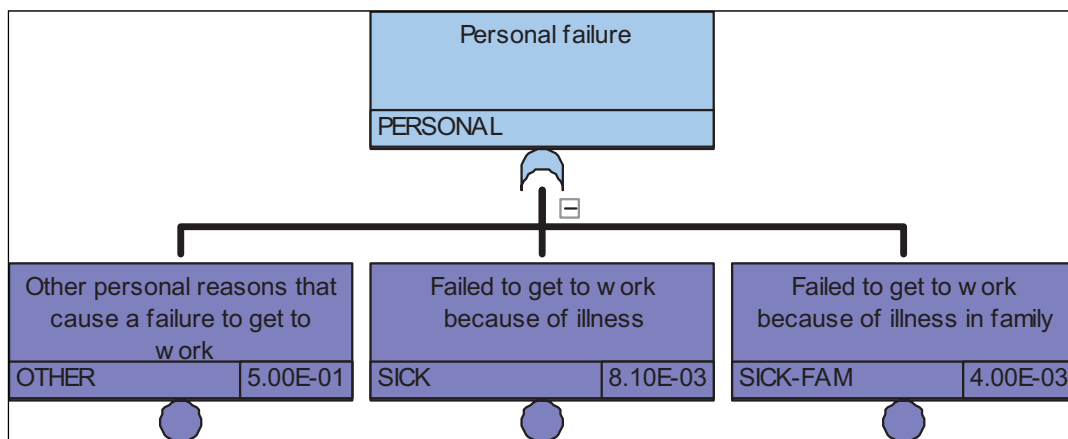 Personal failure
PERSONAL
Other personal reasons that
cause a failure to get to
work
OTHER
5.00E-01
Failed to get to work
because of illness
SICK
8.10E-03
Failed to get to work
because of illness in family
SICK-FAM
4.00E-03